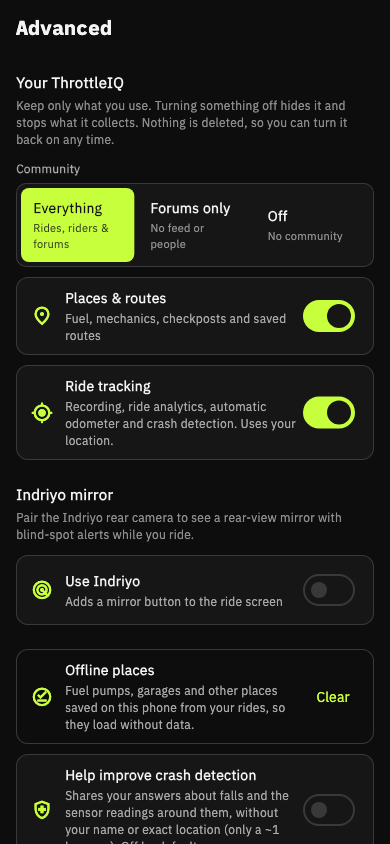 Advanced
Your ThrottleIQ
Keep only what you use. Turning something off hides it and
stops what it collects. Nothing is deleted, so you can turn it
back on any time.
Community
Everything
Rides, riders &
forums
Forums only
No feed or
people
Off
No community
Places & routes
Fuel, mechanics, checkposts and saved
routes
Ride tracking
Recording, ride analytics, automatic
odometer and crash detection. Uses your
location.
Indriyo mirror
Pair the Indriyo rear camera to see a rear-view mirror with
blind-spot alerts while you ride.
Use Indriyo
Adds a mirror button to the ride screen
Offline places
Fuel pumps, garages and other places
saved on this phone from your rides, so
they load without data.
Clear
Help improve crash detection
Shares your answers about falls and the
sensor readings around them, without
your name or exact location (only a ~1